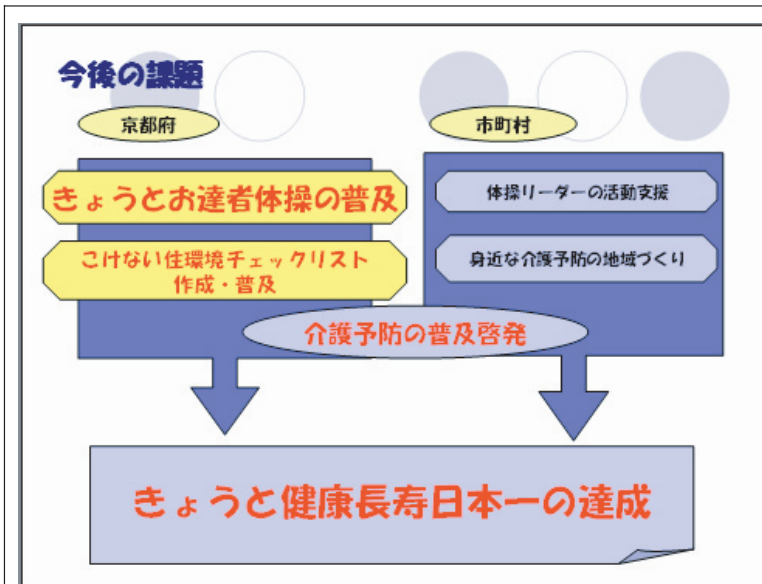 今後の課題
京都府
きょうとお達者体操の普及
こけない住環境チェックリスト
作成・普及
市町村
体操リーダーの活動支援
身近な介護予防の地域づくり
介護予防の普及啓発
きょうと健康長寿日本一の達成